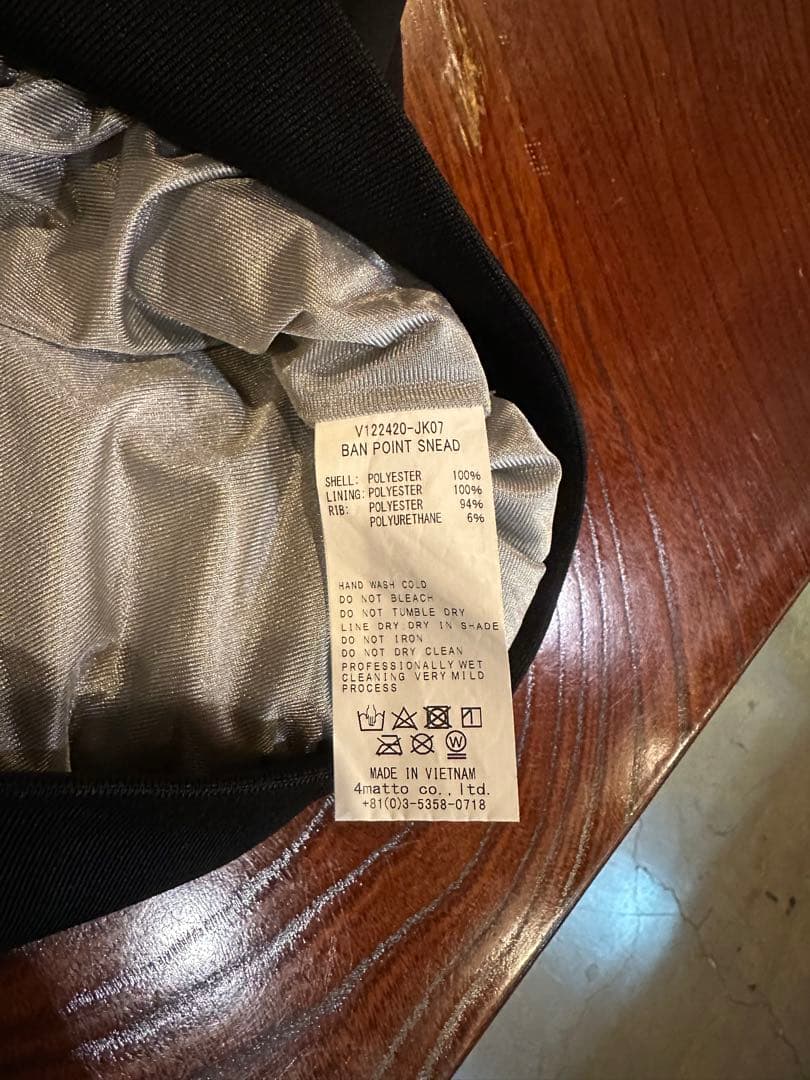 V122420-JK07
BAN POINT SNEAD
SHELL: POLYESTER 100%
LINING: POLYESTER 100%
RIB: POLYESTER 94%
POLYURETHANE 6%
HAND WASH COLD
DO NOT BLEACH
DO NOT TUMBLE DRY
LINE DRY.DRY IN SHADE
DO NOT IRON
DO NOT DRY CLEAN
PROFESSIONALLY WET
CLEANING VERY MILD
PROCESS
W
MADE IN VIETNAM
4matto co., ltd.
+81(0)3-5358-0718